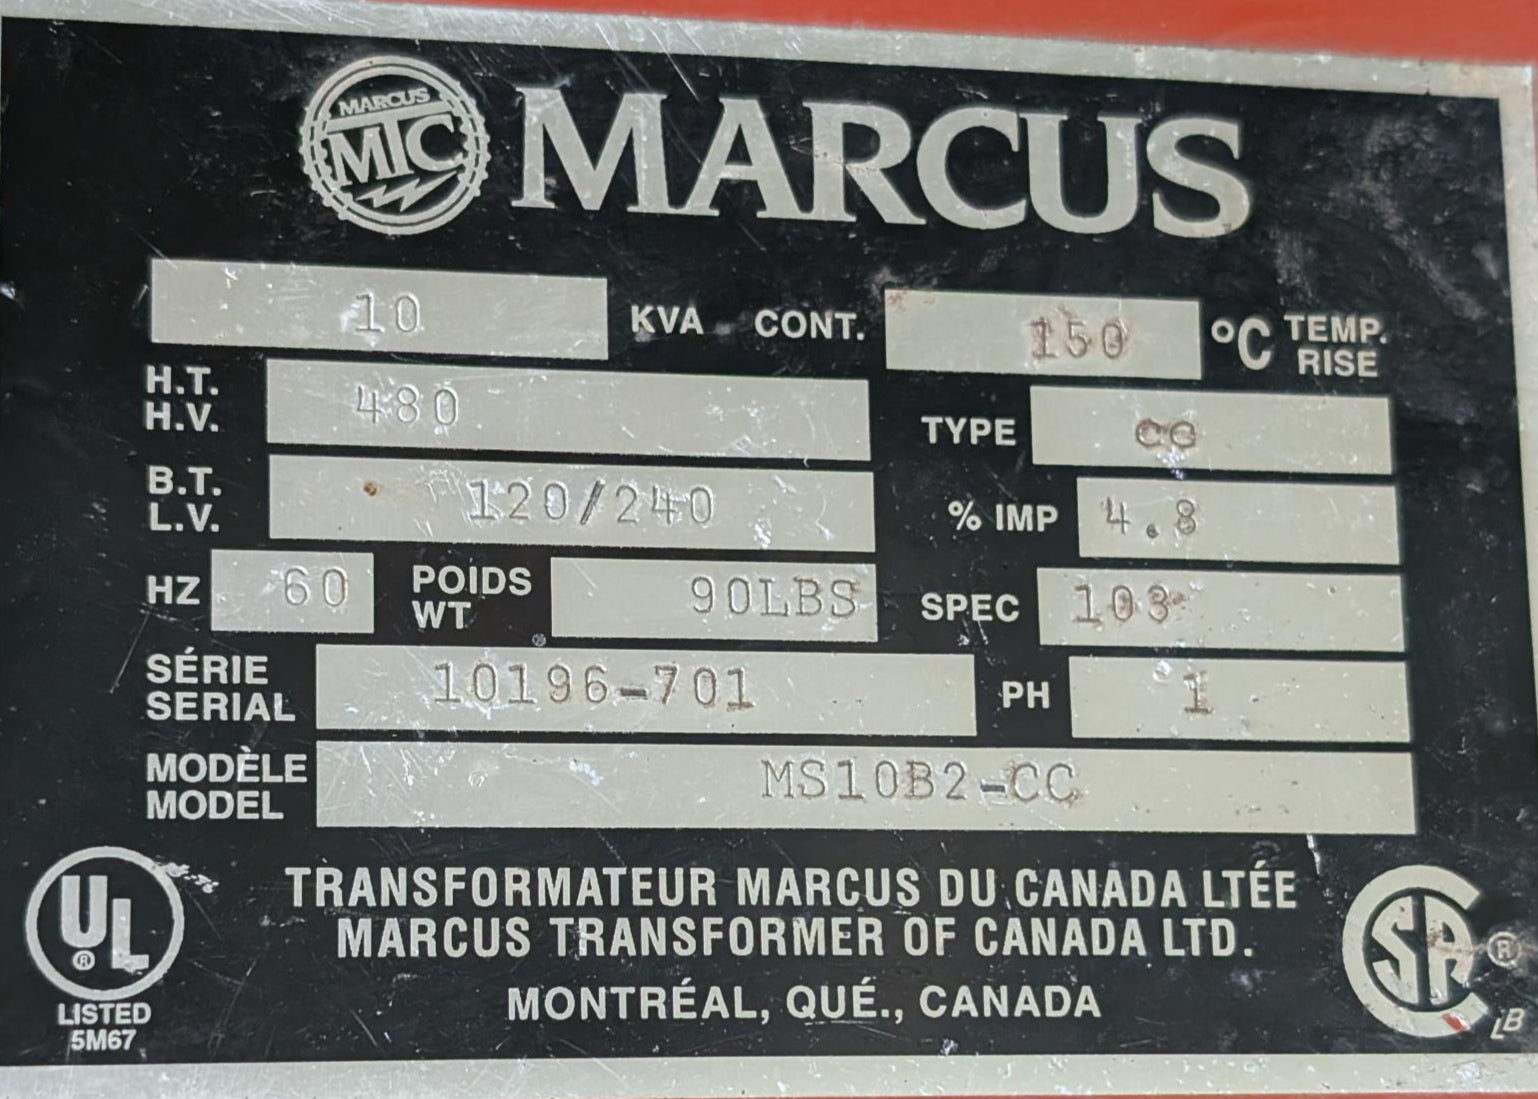 MARCUS
MTC
MARCUS
10 KVA CONT. 150 °C TEMP. RISE
H.T. H.V. 480
TYPE CC
B.T. L.V. 120/240
% IMP 4.8
HZ 60 POIDS WT 90LBS
SPEC 103
SÉRIE SERIAL 10196-701
PH 1
MODÈLE MODEL MS10B2-CC
TRANSFORMATEUR MARCUS DU CANADA LTÉE
MARCUS TRANSFORMER OF CANADA LTD.
MONTRÉAL, QUÉ., CANADA
UL ®
LISTED
5M67
CSA ®
LB